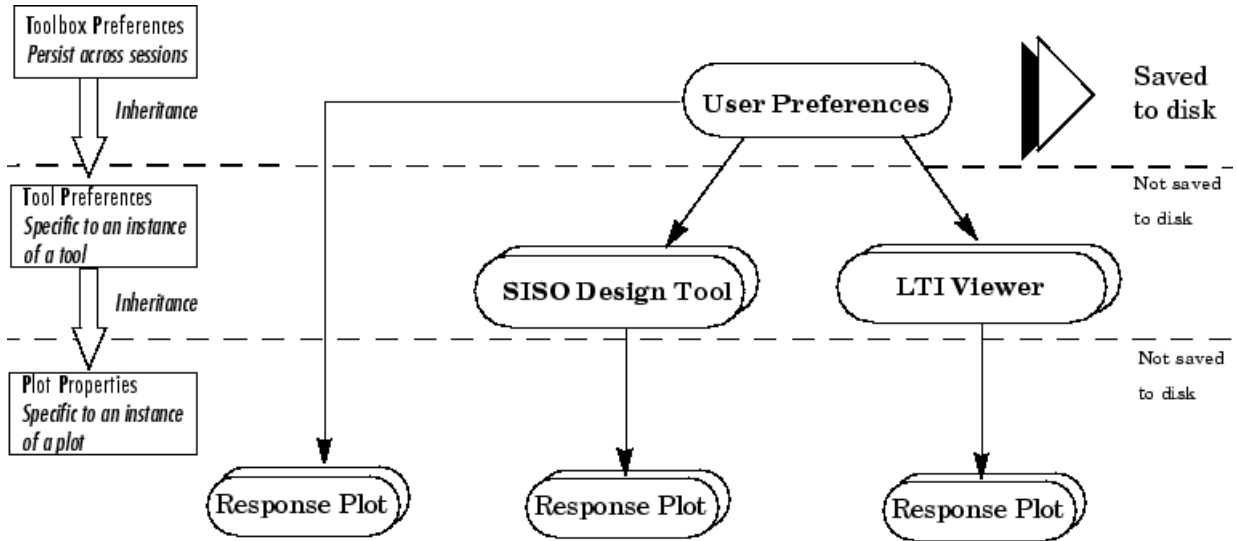 Toolbox Preferences
Persist across sessions
Inheritance
User Preferences
Saved
to disk
Tool Preferences
Specific to an instance
of a tool
Not saved
to disk
SISO Design Tool
LTI Viewer
Inheritance
Not saved
to disk
Plot Properties
Specific to an instance
of a plot
Response Plot
Response Plot
Response Plot